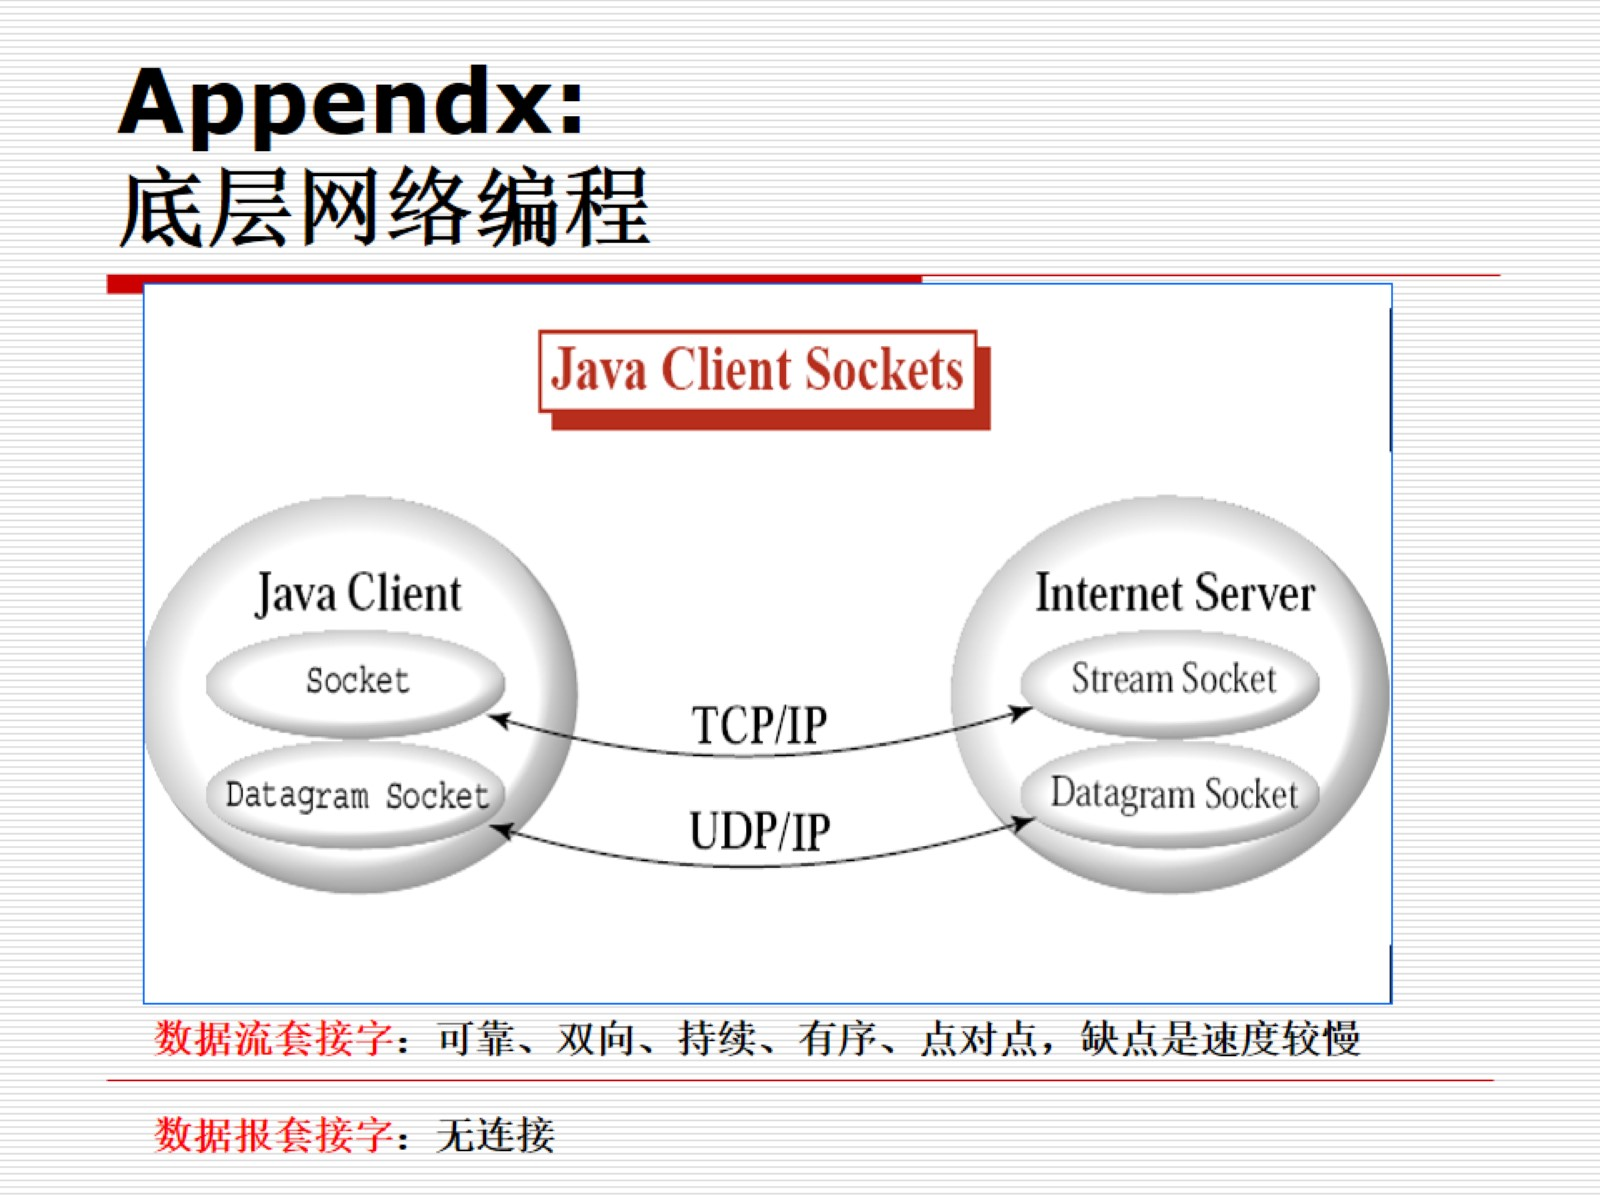 Appendx:
底层网络编程
Java Client Sockets
Java Client
Socket
Datagram Socket
TCP/IP
UDP/IP
Internet Server
Stream Socket
Datagram Socket
数据流套接字：可靠、双向、持续、有序、点对点，缺点是速度较慢
数据报套接字：无连接